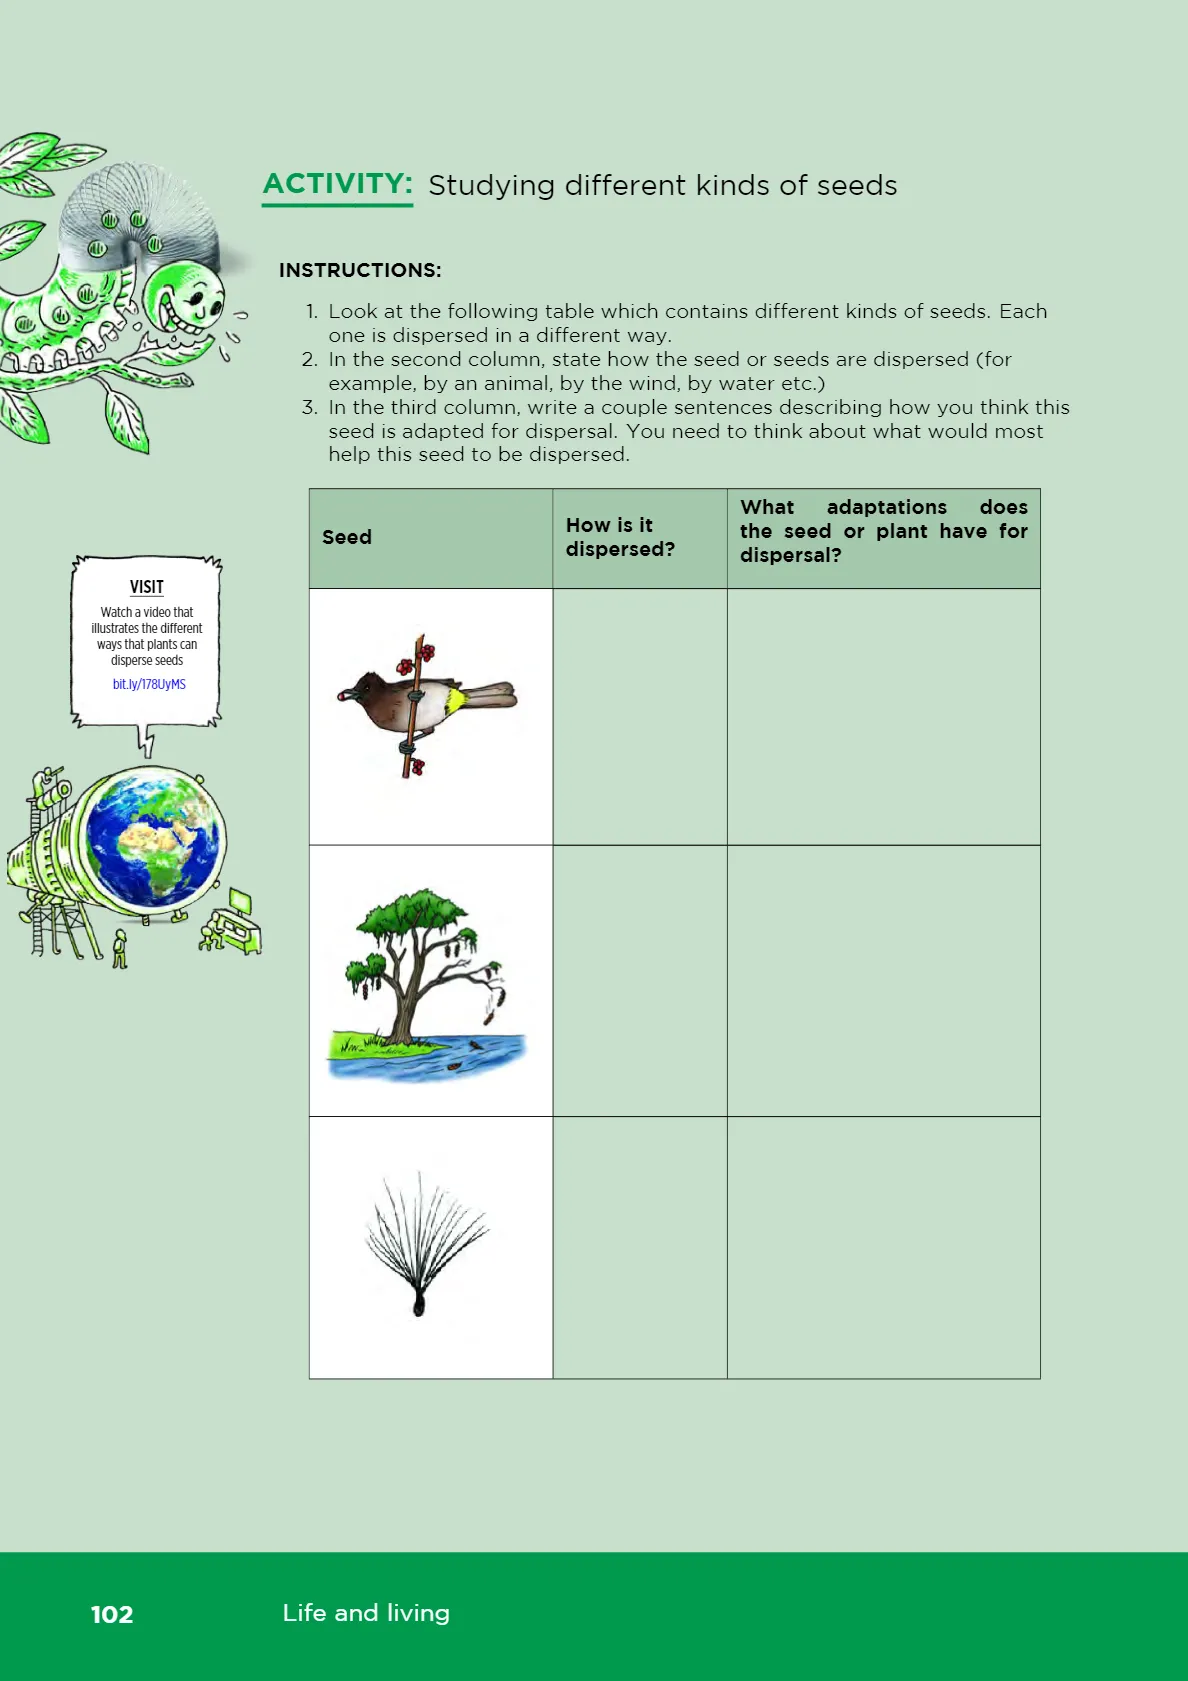 ACTIVITY: Studying different kinds of seeds
INSTRUCTIONS:
1. Look at the following table which contains different kinds of seeds. Each
one is dispersed in a different way.
2. In the second column, state how the seed or seeds are dispersed (for
example, by an animal, by the wind, by water etc.)
3. In the third column, write a couple sentences describing how you think this
seed is adapted for dispersal. You need to think about what would most
help this seed to be dispersed.
Seed
How is it
dispersed?
What adaptations does
the seed or plant have for
dispersal?
VISIT
Watch a video that
illustrates the different
ways that plants can
disperse seeds
bit.ly/178UyMS
102
Life and living